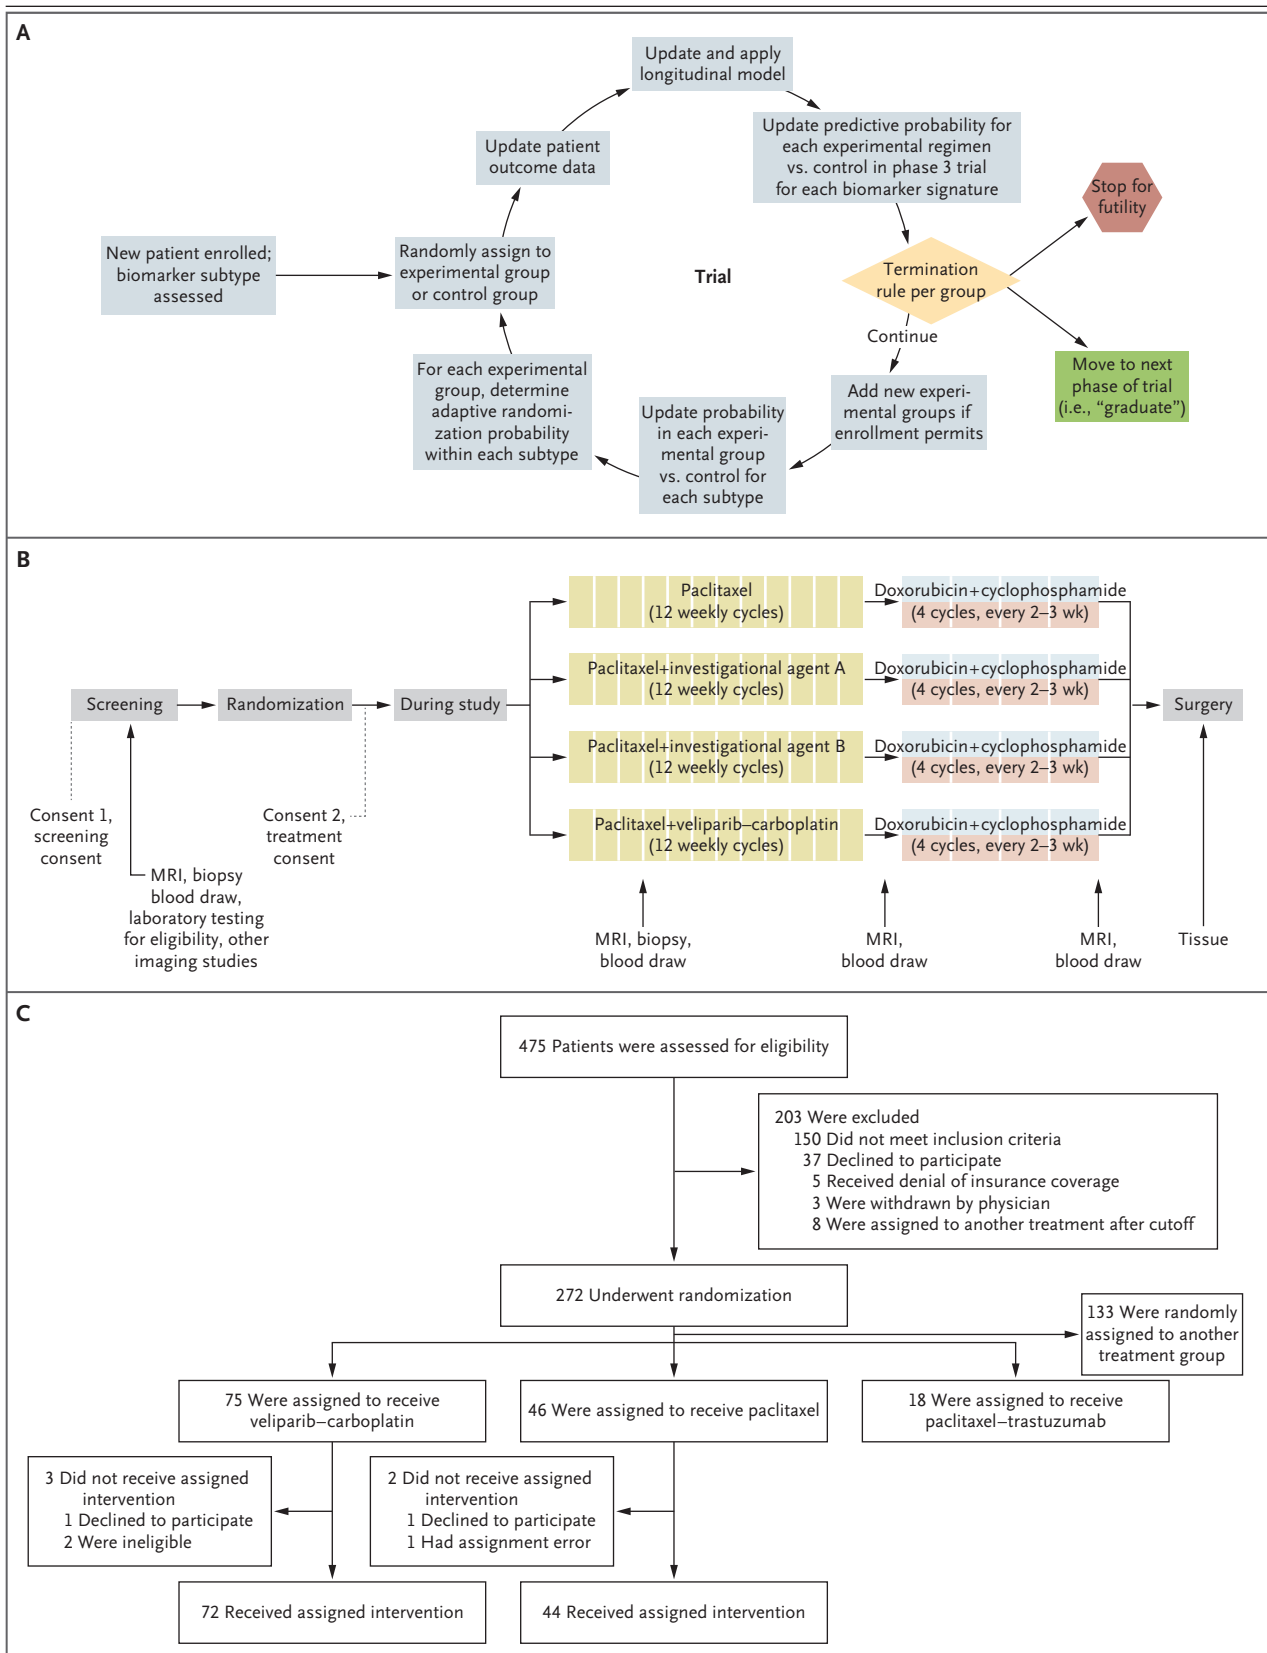 A
Update and apply
longitudinal model
Update predictive probability for
each experimental regimen
vs. control in phase 3 trial
for each biomarker signature
Update patient
outcome data
Stop for
futility
New patient enrolled;
biomarker subtype
assessed
Randomly assign to
experimental group
or control group
Trial
Termination
rule per group
Continue
Move to next
phase of trial
(i.e., “graduate”)
For each experimental
group, determine
adaptive randomi-
zation probability
within each subtype
Update probability
in each experi-
mental group
vs. control for
each subtype
Add new experi-
mental groups if
enrollment permits
B
Paclitaxel
(12 weekly cycles)
Doxorubicin+cyclophosphamide
(4 cycles, every 2–3 wk)
Paclitaxel+investigational agent A
(12 weekly cycles)
Doxorubicin+cyclophosphamide
(4 cycles, every 2–3 wk)
Screening
Randomization
During study
Surgery
Paclitaxel+investigational agent B
(12 weekly cycles)
Doxorubicin+cyclophosphamide
(4 cycles, every 2–3 wk)
Paclitaxel+veliparib–carboplatin
(12 weekly cycles)
Doxorubicin+cyclophosphamide
(4 cycles, every 2–3 wk)
Consent 1,
screening
consent
Consent 2,
treatment
consent
MRI, biopsy
blood draw,
laboratory testing
for eligibility, other
imaging studies
MRI, biopsy,
blood draw
MRI,
blood draw
MRI,
blood draw
Tissue
C
475 Patients were assessed for eligibility
203 Were excluded
150 Did not meet inclusion criteria
37 Declined to participate
5 Received denial of insurance coverage
3 Were withdrawn by physician
8 Were assigned to another treatment after cutoff
272 Underwent randomization
133 Were randomly
assigned to another
treatment group
75 Were assigned to receive
veliparib–carboplatin
46 Were assigned to receive paclitaxel
18 Were assigned to receive
paclitaxel–trastuzumab
3 Did not receive assigned
intervention
1 Declined to participate
2 Were ineligible
2 Did not receive assigned
intervention
1 Declined to participate
1 Had assignment error
72 Received assigned intervention
44 Received assigned intervention